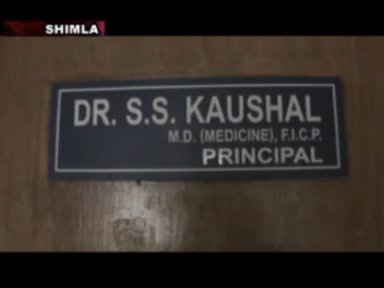 SHIMLA
DR. S.S. KAUSHAL
M.D. (MEDICINE), F.I.C.P.
PRINCIPAL